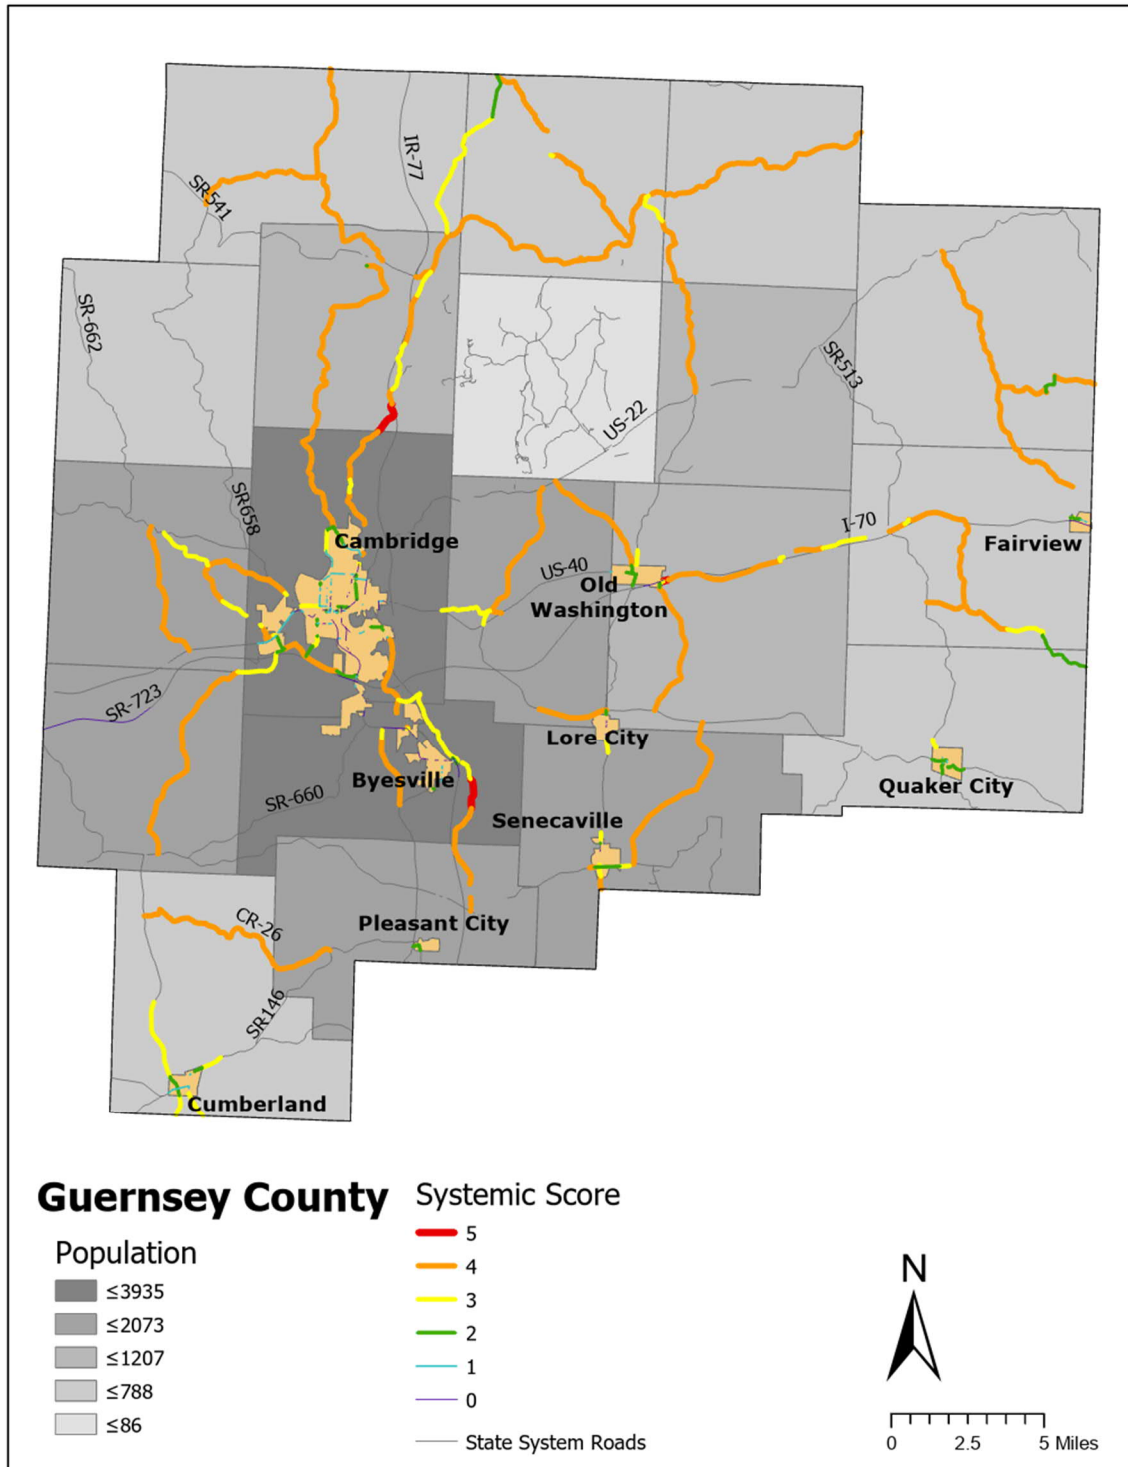 IR-77
SR541
SR-662
SR-513
US-22
SR658
I-70
Cambridge
Fairview
US-40
Old
Washington
SR-723
Lore City
Byesville
Quaker City
SR-660
Senecaville
CR-26
Pleasant City
SR146
Cumberland
Guernsey County
Population
≤3935
≤2073
≤1207
≤788
≤86
Systemic Score
5
4
3
2
1
0
State System Roads
N
0 2.5 5 Miles